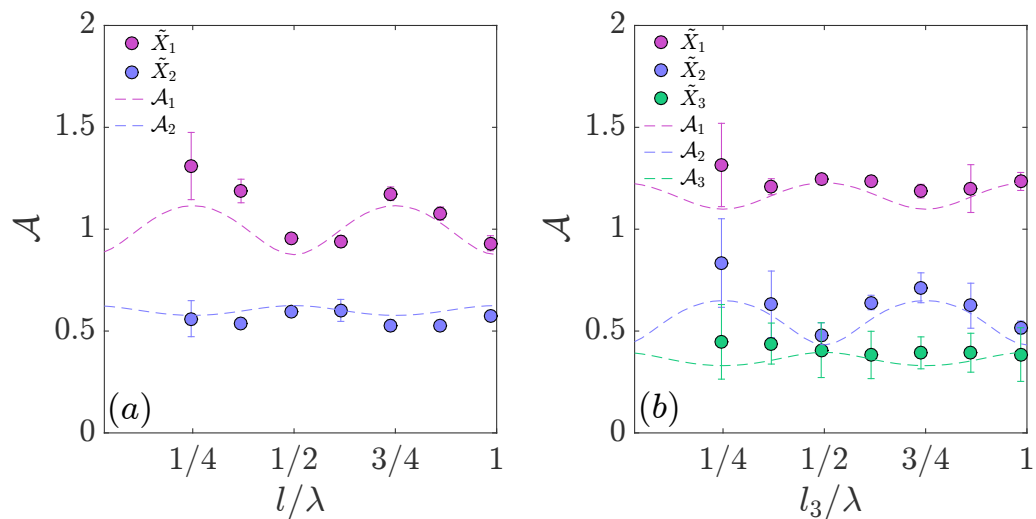 2
1.5
1
0.5
0
𝒜
X̃₁
X̃₂
𝒜₁
𝒜₂
(a)
1/4 1/2 3/4 1
l/λ
2
1.5
1
0.5
0
𝒜
X̃₁
X̃₂
X̃₃
𝒜₁
𝒜₂
𝒜₃
(b)
1/4 1/2 3/4 1
l₃/λ